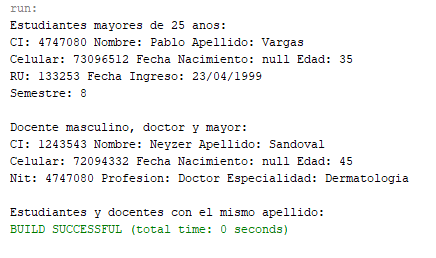 run:
Estudiantes mayores de 25 anos:
CI: 4747080 Nombre: Pablo Apellido: Vargas
Celular: 73096512 Fecha Nacimiento: null Edad: 35
RU: 133253 Fecha Ingreso: 23/04/1999
Semestre: 8
Docente masculino, doctor y mayor:
CI: 1243543 Nombre: Neyzer Apellido: Sandoval
Celular: 72094332 Fecha Nacimiento: null Edad: 45
Nit: 4747080 Profesion: Doctor Especialidad: Dermatologia
Estudiantes y docentes con el mismo apellido:
BUILD SUCCESSFUL (total time: 0 seconds)